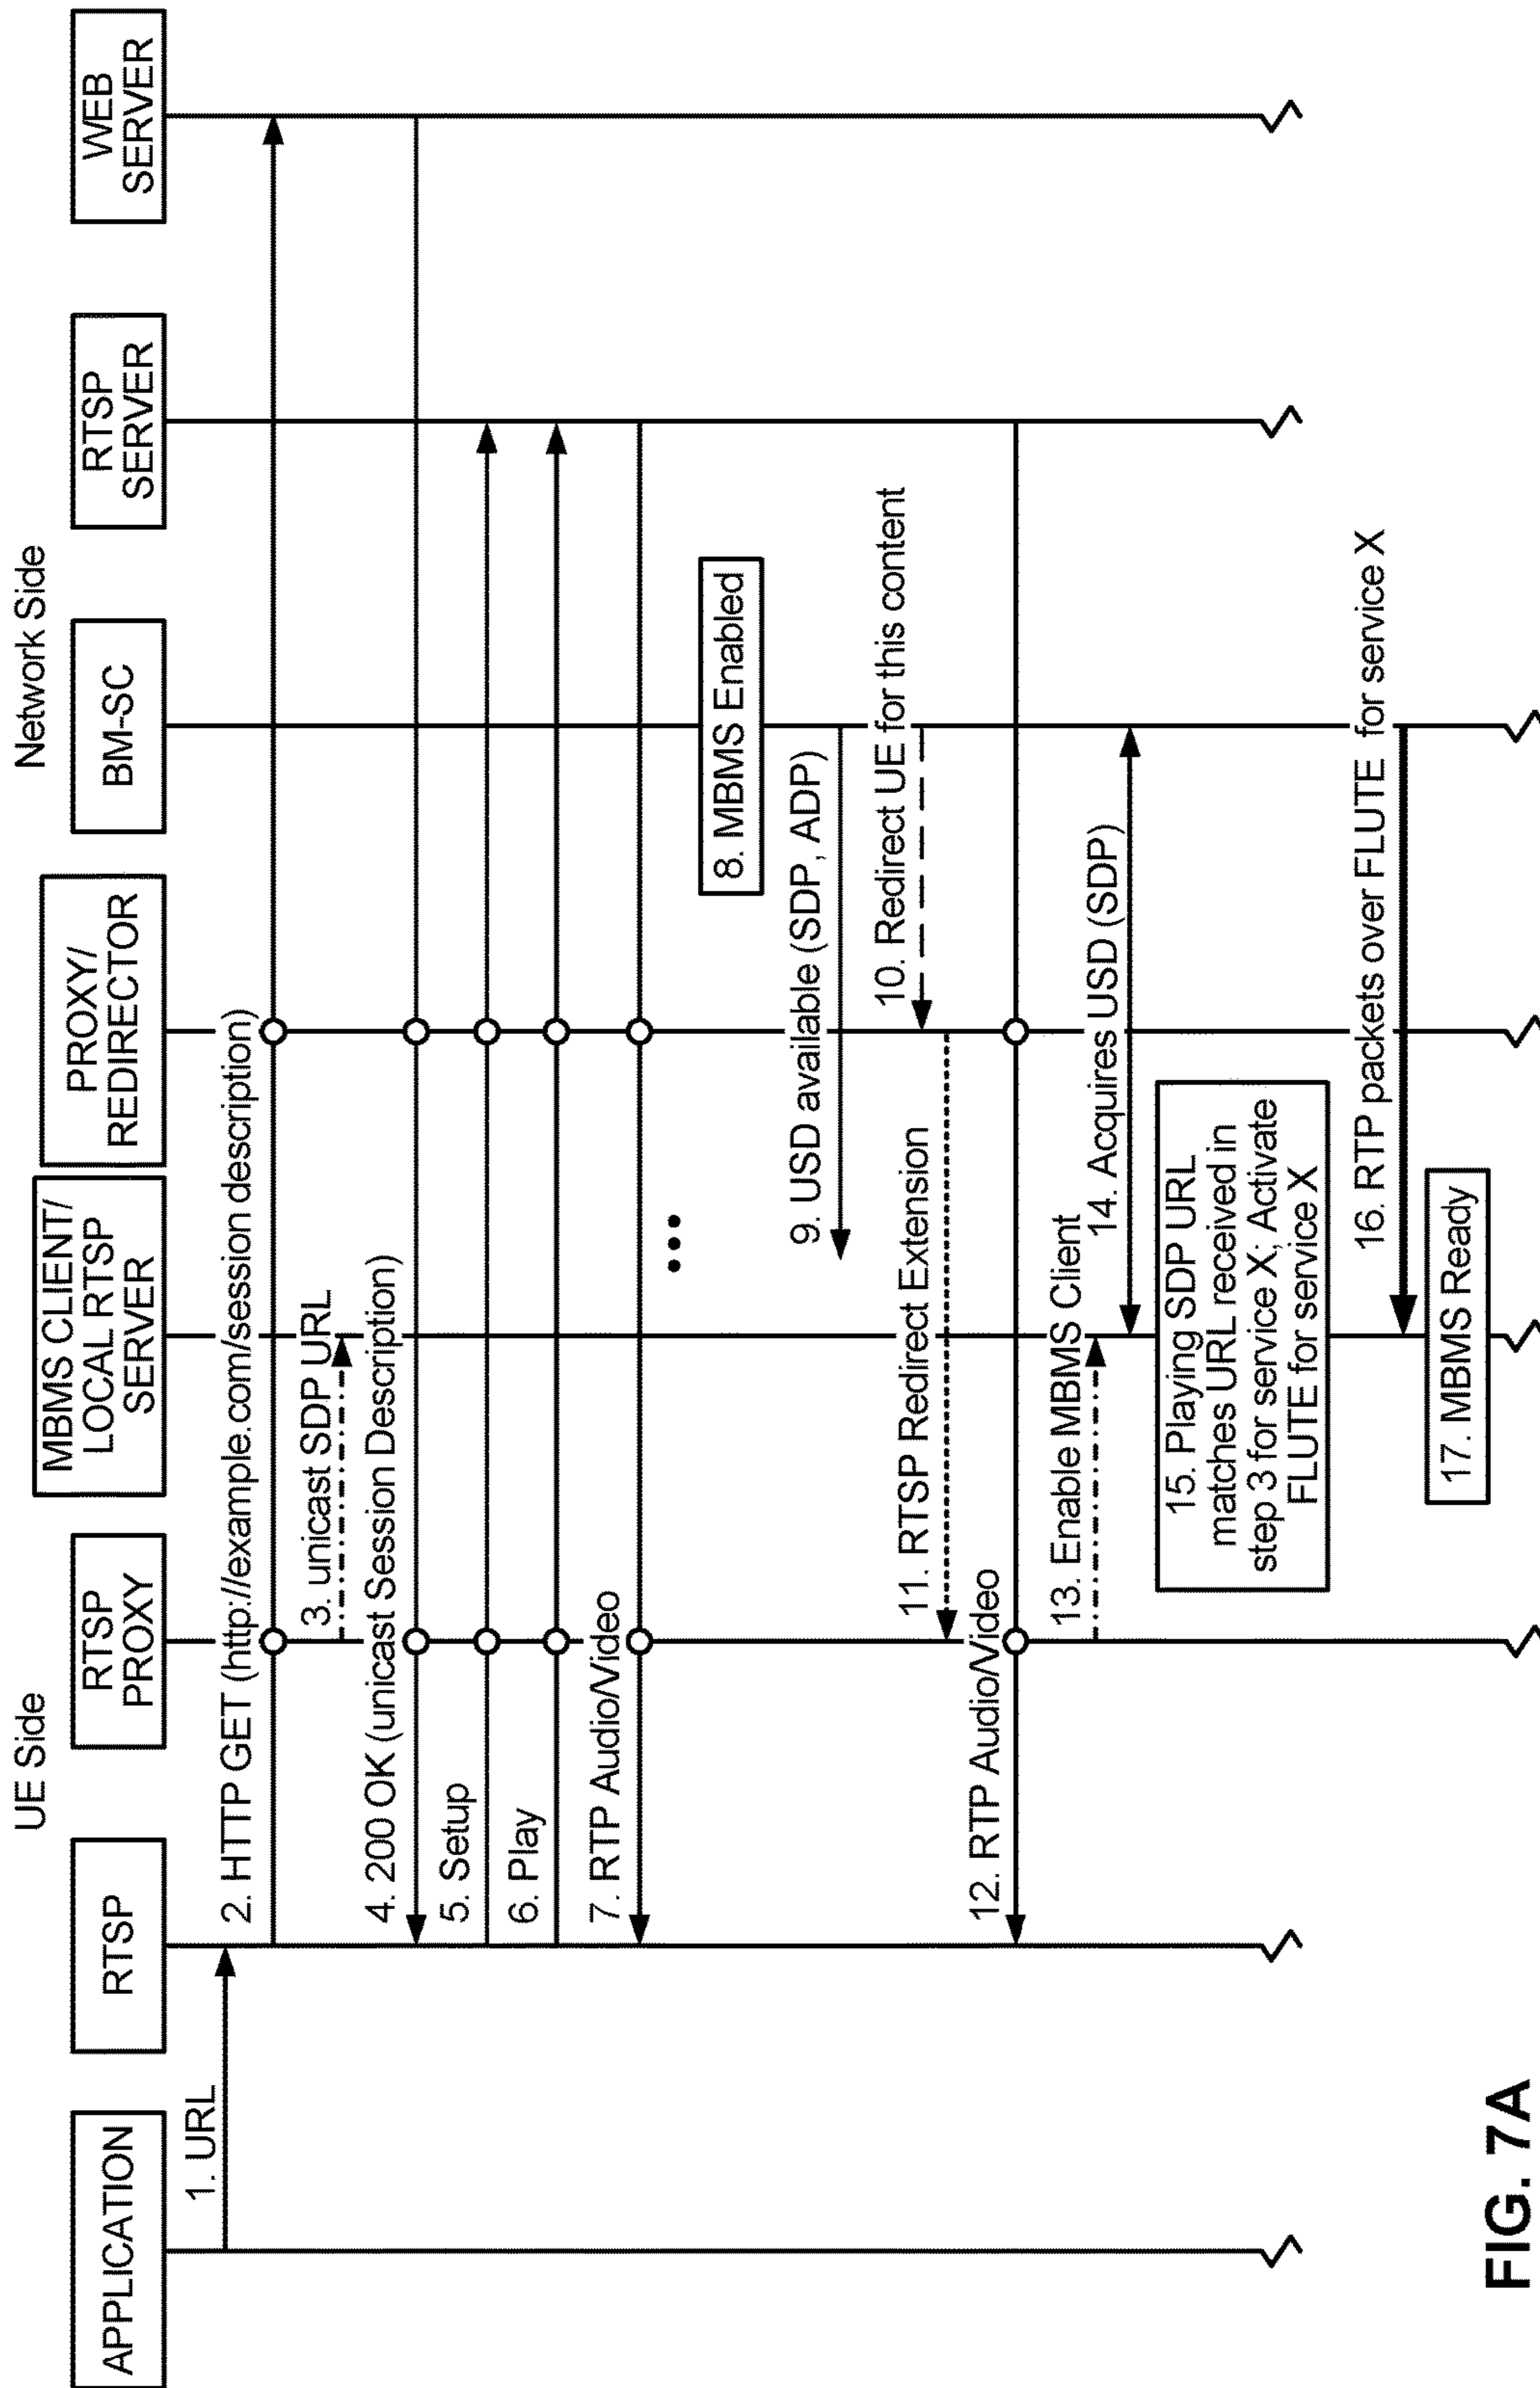 UE Side
Network Side
APPLICATION
RTSP
RTSP
PROXY
MBMS CLIENT/
LOCAL RTSP
SERVER
PROXY/
REDIRECTOR
BM-SC
RTSP
SERVER
WEB
SERVER
1. URL
2. HTTP GET (http://example.com/session description)
3. unicast SDP URL
4. 200 OK (unicast Session Description)
5. Setup
6. Play
7. RTP Audio/Video
8. MBMS Enabled
9. USD available (SDP, ADP)
10. Redirect UE for this content
11. RTSP Redirect Extension
12. RTP Audio/Video
13. Enable MBMS Client
14. Acquires USD (SDP)
15. Playing SDP URL
matches URL received in
step 3 for service X; Activate
FLUTE for service X
16. RTP packets over FLUTE for service X
17. MBMS Ready
FIG. 7A